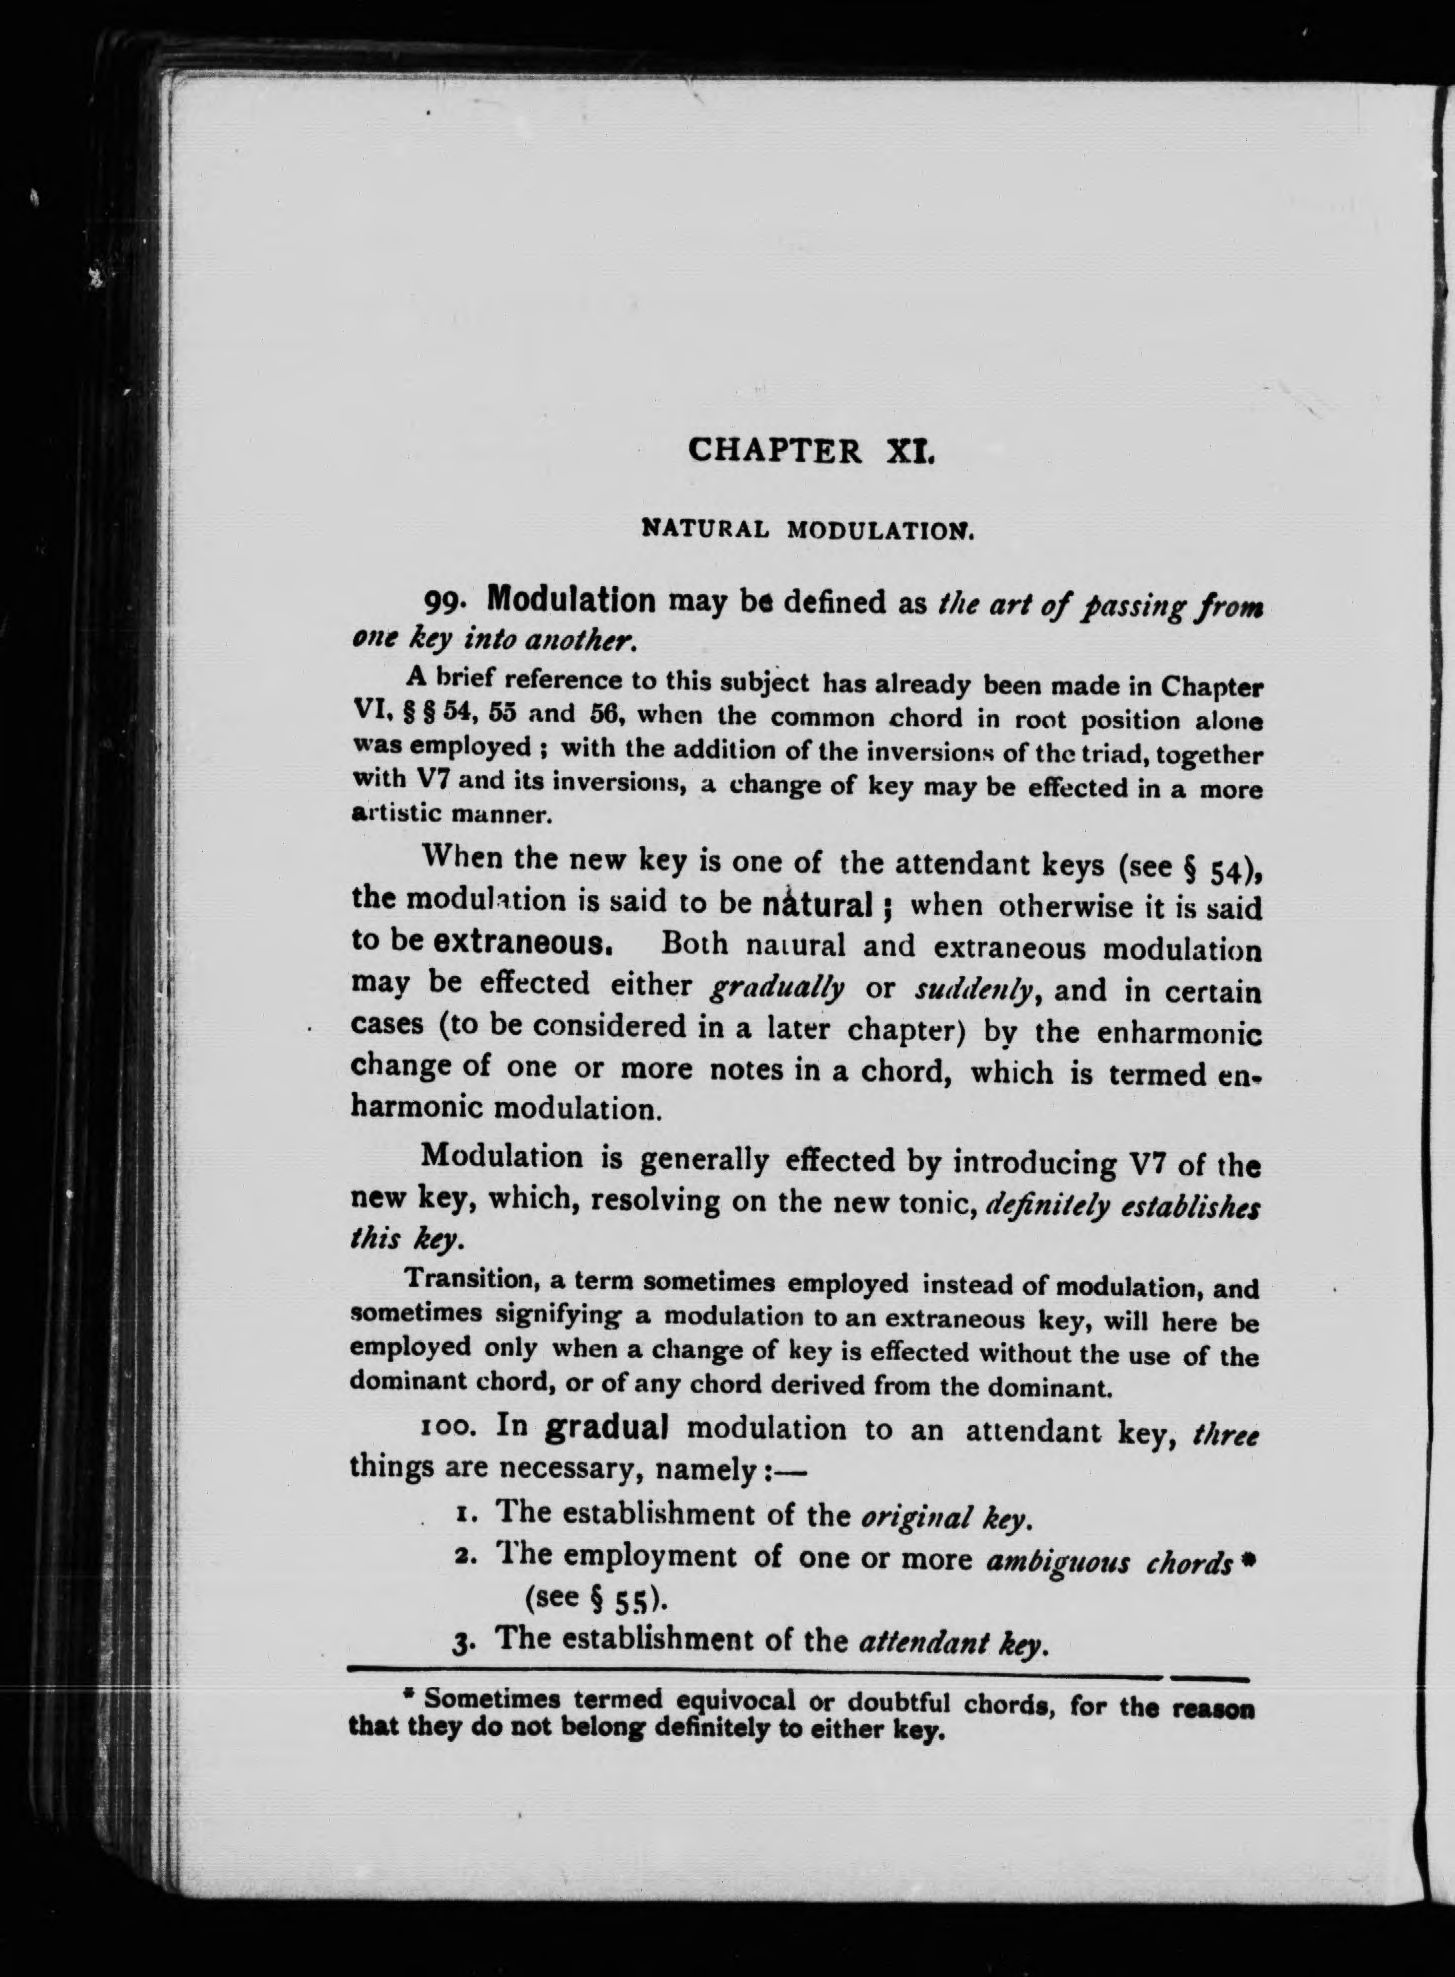 CHAPTER XI.
NATURAL MODULATION.
99. Modulation may be defined as the art of passing from
one key into another.
A brief reference to this subject has already been made in Chapter
VI, § § 54, 55 and 56, when the common chord in root position alone
was employed ; with the addition of the inversions of the triad, together
with V7 and its inversions, a change of key may be effected in a more
artistic manner.
When the new key is one of the attendant keys (see § 54),
the modulation is said to be natural ; when otherwise it is said
to be extraneous. Both natural and extraneous modulation
may be effected either gradually or suddenly, and in certain
cases (to be considered in a later chapter) by the enharmonic
change of one or more notes in a chord, which is termed en-
harmonic modulation.
Modulation is generally effected by introducing V7 of the
new key, which, resolving on the new tonic, definitely establishes
this key.
Transition, a term sometimes employed instead of modulation, and
sometimes signifying a modulation to an extraneous key, will here be
employed only when a change of key is effected without the use of the
dominant chord, or of any chord derived from the dominant.
100. In gradual modulation to an attendant key, three
things are necessary, namely :—
1. The establishment of the original key.
2. The employment of one or more ambiguous chords *
(see § 55).
3. The establishment of the attendant key.
* Sometimes termed equivocal or doubtful chords, for the reason
that they do not belong definitely to either key.